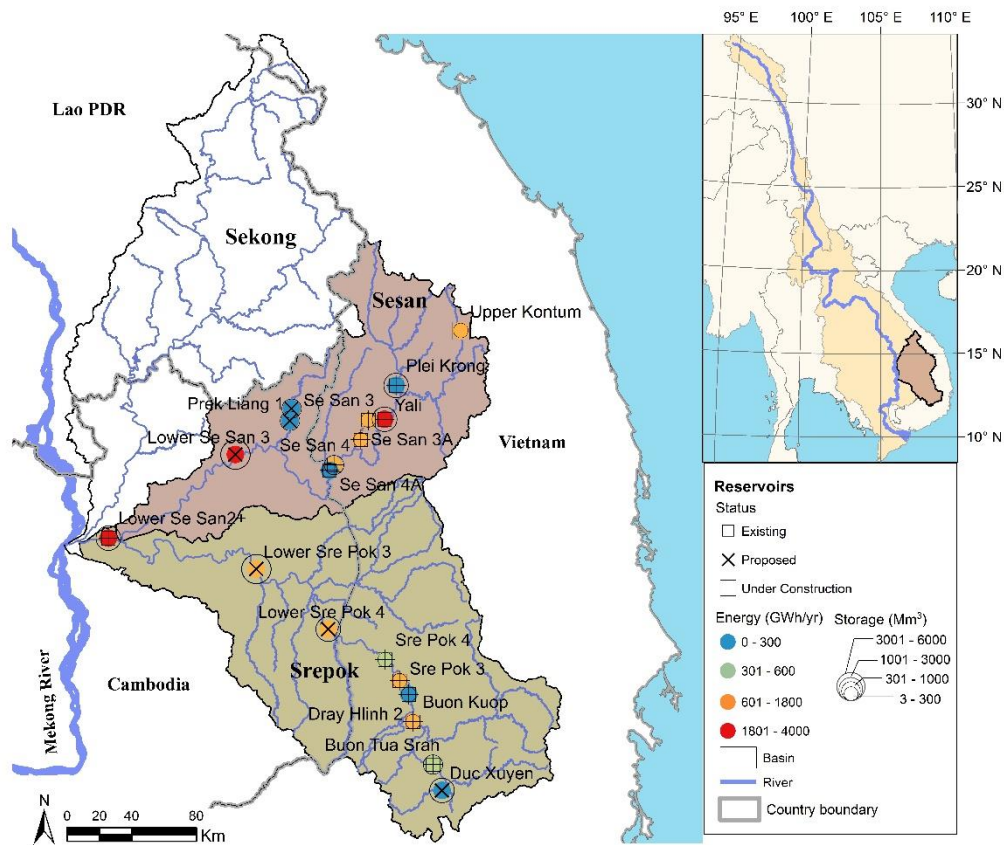 95° E 100° E 105° E 110° E
30° N
25° N
20° N
15° N
10° N
Lao PDR
Sekong
Sesan
Upper Kontum
Plei Krong
Prek Liang 1
Se San 3
Yali
Lower Se San 3
Se San 4
Se San 3A
Vietnam
Se San 4A
Lower Se San2+
Lower Sre Pok 3
Lower Sre Pok 4
Sre Pok 4
Srepok
Sre Pok 3
Cambodia
Buon Kuop
Dray Hlinh 2
Buon Tua Srah
Duc Xuyen
Mekong River
N
0 20 40 80
Km
Reservoirs
Status
Existing
Proposed
Under Construction
Energy (GWh/yr)
0 - 300
301 - 600
601 - 1800
1801 - 4000
Storage (Mm³)
3001 - 6000
1001 - 3000
301 - 1000
3 - 300
Basin
River
Country boundary